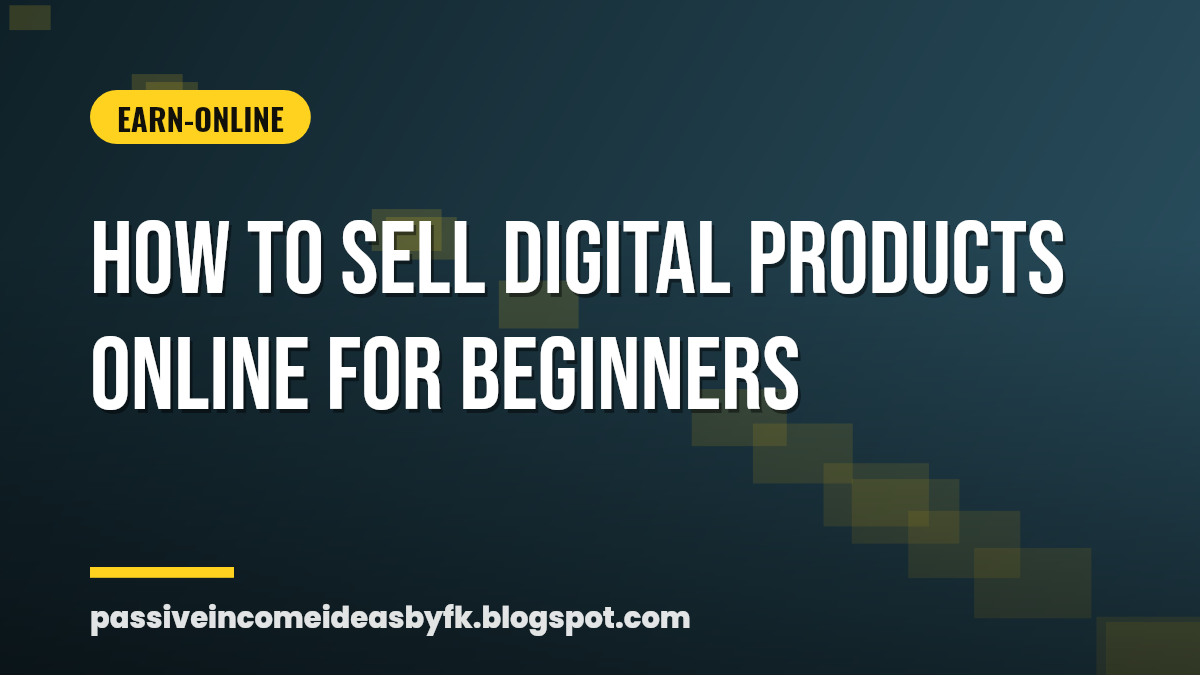 EARN-ONLINE
HOW TO SELL DIGITAL PRODUCTS
ONLINE FOR BEGINNERS
passiveincomeideasbyfk.blogspot.com